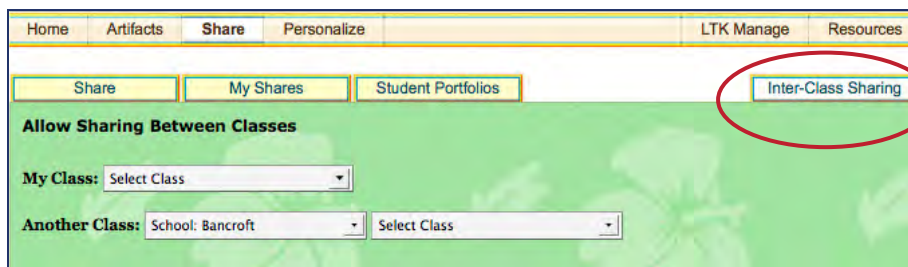 Home Artifacts Share Personalize LTK Manage Resources
Share My Shares Student Portfolios Inter-Class Sharing
Allow Sharing Between Classes
My Class: Select Class
Another Class: School: Bancroft Select Class